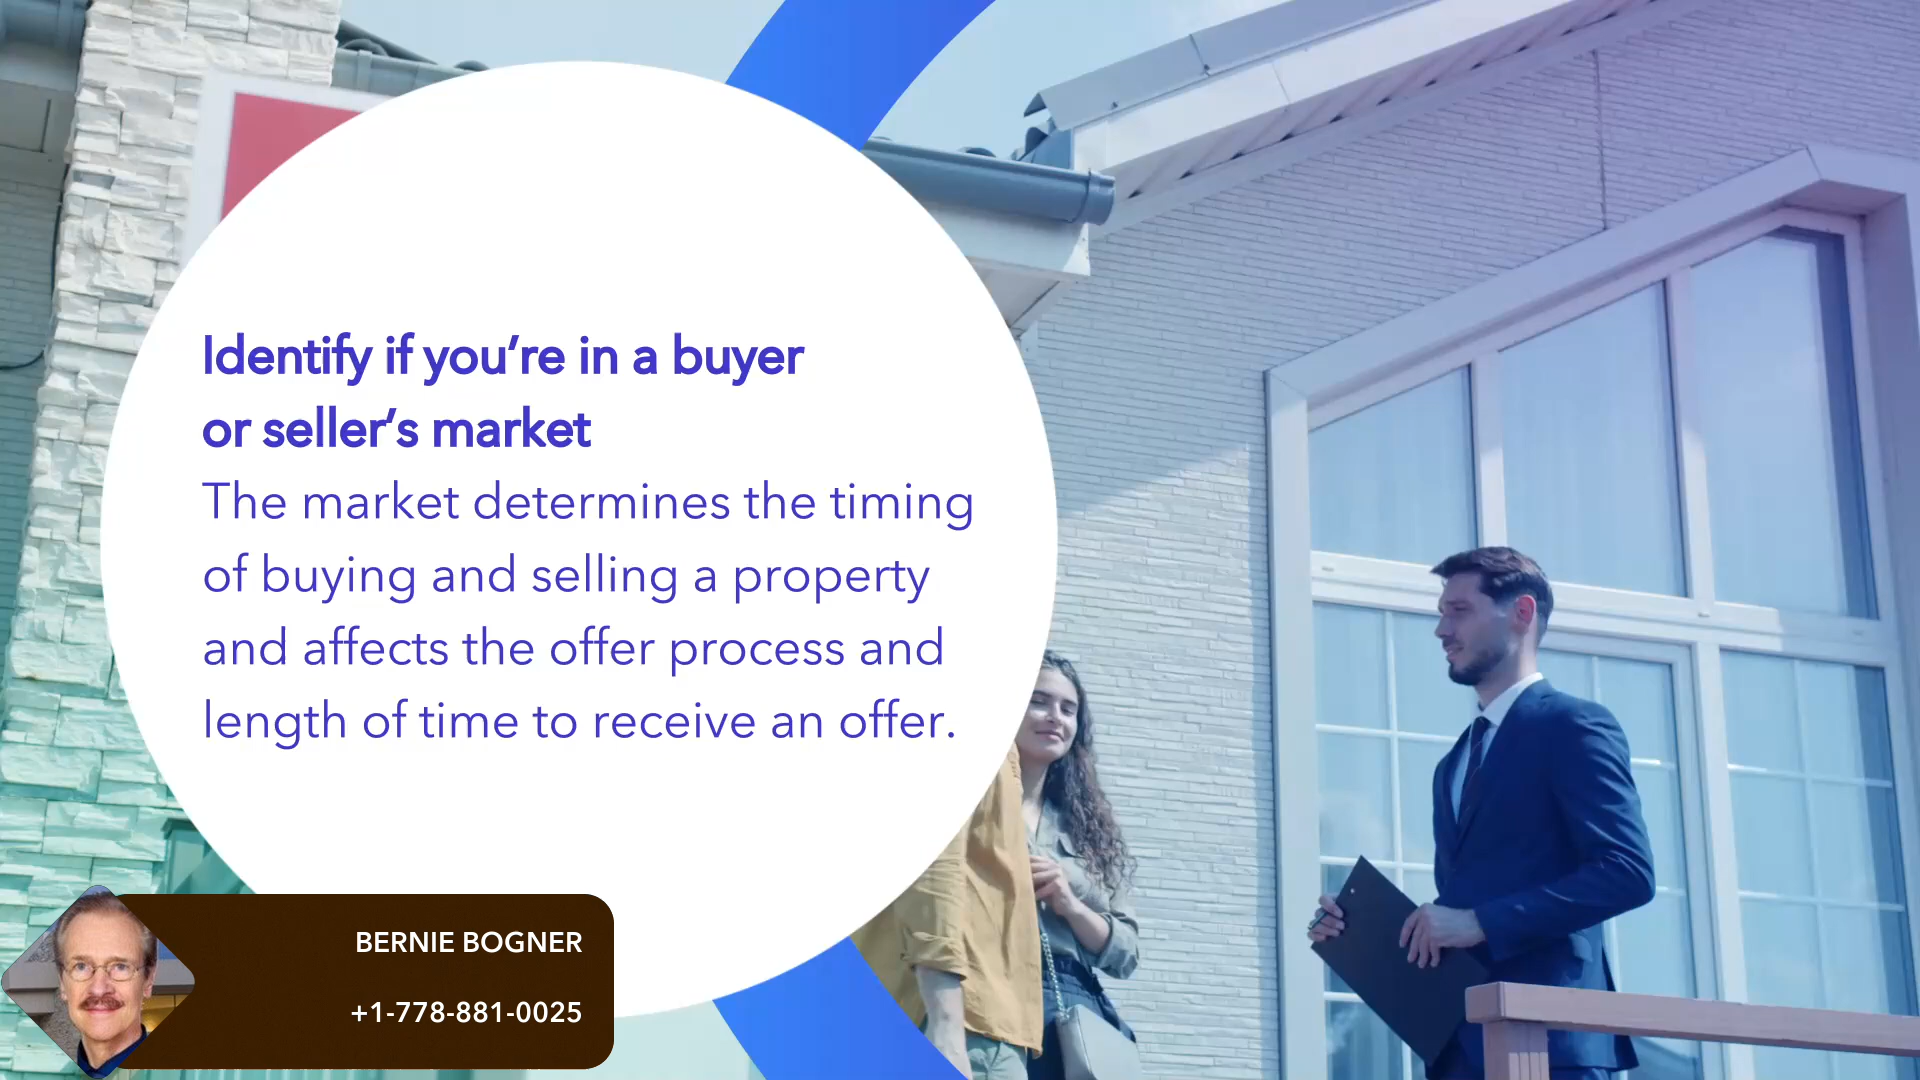 Identify if you’re in a buyer
or seller’s market
The market determines the timing
of buying and selling a property
and affects the offer process and
length of time to receive an offer.
BERNIE BOGNER
+1-778-881-0025